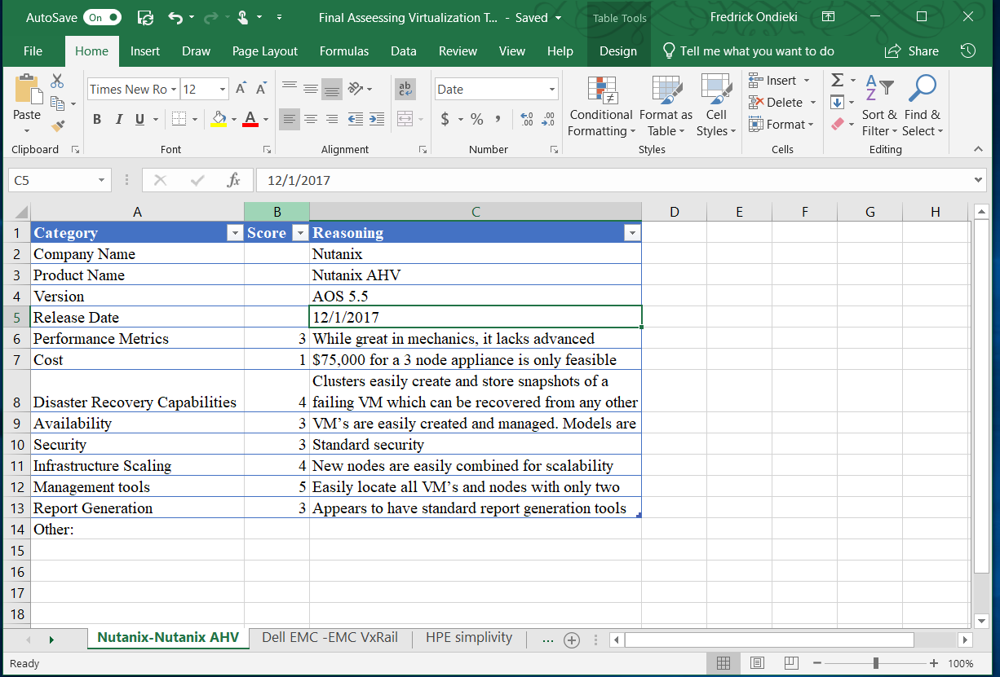 AutoSave On Final Asseessing Virtualization T... - Saved Table Tools Fredrick Ondieki
File Home Insert Draw Page Layout Formulas Data Review View Help Design Tell me what you want to do Share
Times New Ro 12 ab Date Insert
Paste B I U A $ % , Conditional Format as Cell Delete Sort & Find &
Formatting Table Styles Format Filter Select
Clipboard Font Alignment Number Styles Cells Editing
C5 fx 12/1/2017
A B C D E F G H
1 Category Score Reasoning
2 Company Name Nutanix
3 Product Name Nutanix AHV
4 Version AOS 5.5
5 Release Date 12/1/2017
6 Performance Metrics 3 While great in mechanics, it lacks advanced
7 Cost 1 $75,000 for a 3 node appliance is only feasible
Clusters easily create and store snapshots of a
8 Disaster Recovery Capabilities 4 failing VM which can be recovered from any other
9 Availability 3 VM’s are easily created and managed. Models are
10 Security 3 Standard security
11 Infrastructure Scaling 4 New nodes are easily combined for scalability
12 Management tools 5 Easily locate all VM’s and nodes with only two
13 Report Generation 3 Appears to have standard report generation tools
14 Other:
15
16
17
18
Nutanix-Nutanix AHV Dell EMC -EMC VxRail HPE simplivity ...
Ready 100%